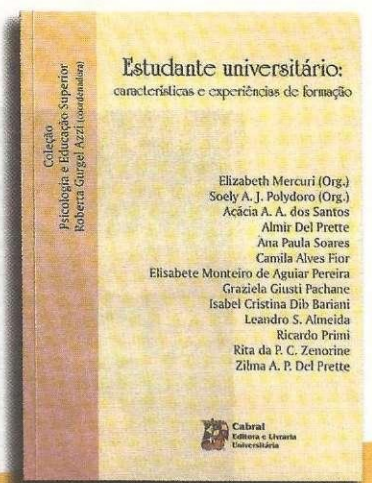 Coleção
Psicologia e Educação Superior
Roberta Gurgel Azzi (coordenadora)
Estudante universitário:
características e experiências de formação
Elizabeth Mercuri (Org.)
Soely A. J. Polydoro (Org.)
Acácia A. A. dos Santos
Almir Del Prette
Ana Paula Soares
Camila Alves Fior
Elisabete Monteiro de Aguiar Pereira
Graziela Giusti Pachane
Isabel Cristina Dib Bariani
Leandro S. Almeida
Ricardo Primi
Rita da P. C. Zenorine
Zilma A. P. Del Prette
Cabral
Editora e Livraria
Universitária